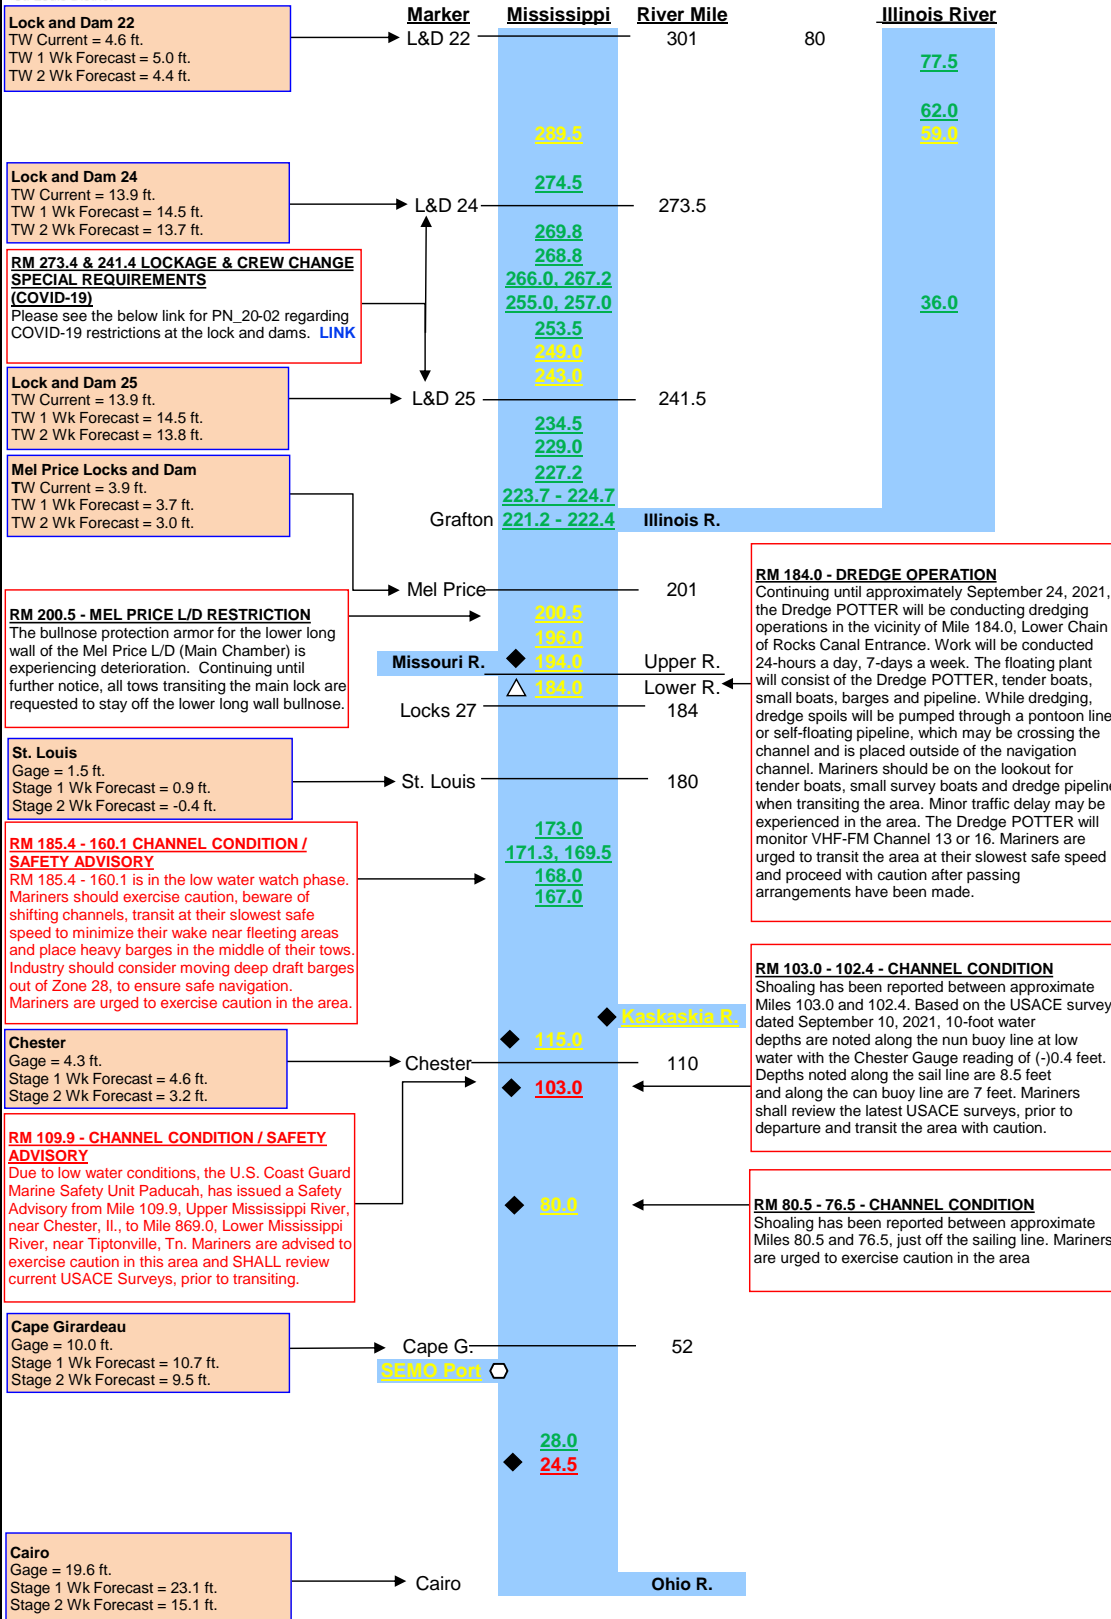 Marker Mississippi River Mile Illinois River
Lock and Dam 22
TW Current = 4.6 ft.
TW 1 Wk Forecast = 5.0 ft.
TW 2 Wk Forecast = 4.4 ft.
L&D 22 301 80
77.5
62.0
289.5 59.0
Lock and Dam 24
TW Current = 13.9 ft.
TW 1 Wk Forecast = 14.5 ft.
TW 2 Wk Forecast = 13.7 ft.
274.5
L&D 24 273.5
269.8
268.8
266.0, 267.2
255.0, 257.0 36.0
253.5
249.0
243.0
RM 273.4 & 241.4 LOCKAGE & CREW CHANGE
SPECIAL REQUIREMENTS
(COVID-19)
Please see the below link for PN_20-02 regarding
COVID-19 restrictions at the lock and dams. LINK
Lock and Dam 25
TW Current = 13.9 ft.
TW 1 Wk Forecast = 14.5 ft.
TW 2 Wk Forecast = 13.8 ft.
L&D 25 241.5
234.5
229.0
227.2
223.7 - 224.7
Grafton 221.2 - 222.4 Illinois R.
Mel Price Locks and Dam
TW Current = 3.9 ft.
TW 1 Wk Forecast = 3.7 ft.
TW 2 Wk Forecast = 3.0 ft.
Mel Price 201
RM 200.5 - MEL PRICE L/D RESTRICTION
The bullnose protection armor for the lower long
wall of the Mel Price L/D (Main Chamber) is
experiencing deterioration. Continuing until
further notice, all tows transiting the main lock are
requested to stay off the lower long wall bullnose.
200.5
196.0
Missouri R. 194.0 Upper R.
184.0 Lower R.
Locks 27 184
RM 184.0 - DREDGE OPERATION
Continuing until approximately September 24, 2021,
the Dredge POTTER will be conducting dredging
operations in the vicinity of Mile 184.0, Lower Chain
of Rocks Canal Entrance. Work will be conducted
24-hours a day, 7-days a week. The floating plant
will consist of the Dredge POTTER, tender boats,
small boats, barges and pipeline. While dredging,
dredge spoils will be pumped through a pontoon line
or self-floating pipeline, which may be crossing the
channel and is placed outside of the navigation
channel. Mariners should be on the lookout for
tender boats, small survey boats and dredge pipeline
when transiting the area. Minor traffic delay may be
experienced in the area. The Dredge POTTER will
monitor VHF-FM Channel 13 or 16. Mariners are
urged to transit the area at their slowest safe speed
and proceed with caution after passing
arrangements have been made.
St. Louis
Gage = 1.5 ft.
Stage 1 Wk Forecast = 0.9 ft.
Stage 2 Wk Forecast = -0.4 ft.
St. Louis 180
173.0
171.3, 169.5
168.0
167.0
RM 185.4 - 160.1 CHANNEL CONDITION /
SAFETY ADVISORY
RM 185.4 - 160.1 is in the low water watch phase.
Mariners should exercise caution, beware of
shifting channels, transit at their slowest safe
speed to minimize their wake near fleeting areas
and place heavy barges in the middle of their tows.
Industry should consider moving deep draft barges
out of Zone 28, to ensure safe navigation.
Mariners are urged to exercise caution in the area.
Kaskaskia R.
115.0
Chester
Gage = 4.3 ft.
Stage 1 Wk Forecast = 4.6 ft.
Stage 2 Wk Forecast = 3.2 ft.
Chester 110
103.0
RM 103.0 - 102.4 - CHANNEL CONDITION
Shoaling has been reported between approximate
Miles 103.0 and 102.4. Based on the USACE survey
dated September 10, 2021, 10-foot water
depths are noted along the nun buoy line at low
water with the Chester Gauge reading of (-)0.4 feet.
Depths noted along the sail line are 8.5 feet
and along the can buoy line are 7 feet. Mariners
shall review the latest USACE surveys, prior to
departure and transit the area with caution.
RM 109.9 - CHANNEL CONDITION / SAFETY
ADVISORY
Due to low water conditions, the U.S. Coast Guard
Marine Safety Unit Paducah, has issued a Safety
Advisory from Mile 109.9, Upper Mississippi River,
near Chester, Il., to Mile 869.0, Lower Mississippi
River, near Tiptonville, Tn. Mariners are advised to
exercise caution in this area and SHALL review
current USACE Surveys, prior to transiting.
80.0
RM 80.5 - 76.5 - CHANNEL CONDITION
Shoaling has been reported between approximate
Miles 80.5 and 76.5, just off the sailing line. Mariners
are urged to exercise caution in the area
Cape Girardeau
Gage = 10.0 ft.
Stage 1 Wk Forecast = 10.7 ft.
Stage 2 Wk Forecast = 9.5 ft.
Cape G. 52
SEMO Port
28.0
24.5
Cairo
Gage = 19.6 ft.
Stage 1 Wk Forecast = 23.1 ft.
Stage 2 Wk Forecast = 15.1 ft.
Cairo Ohio R.